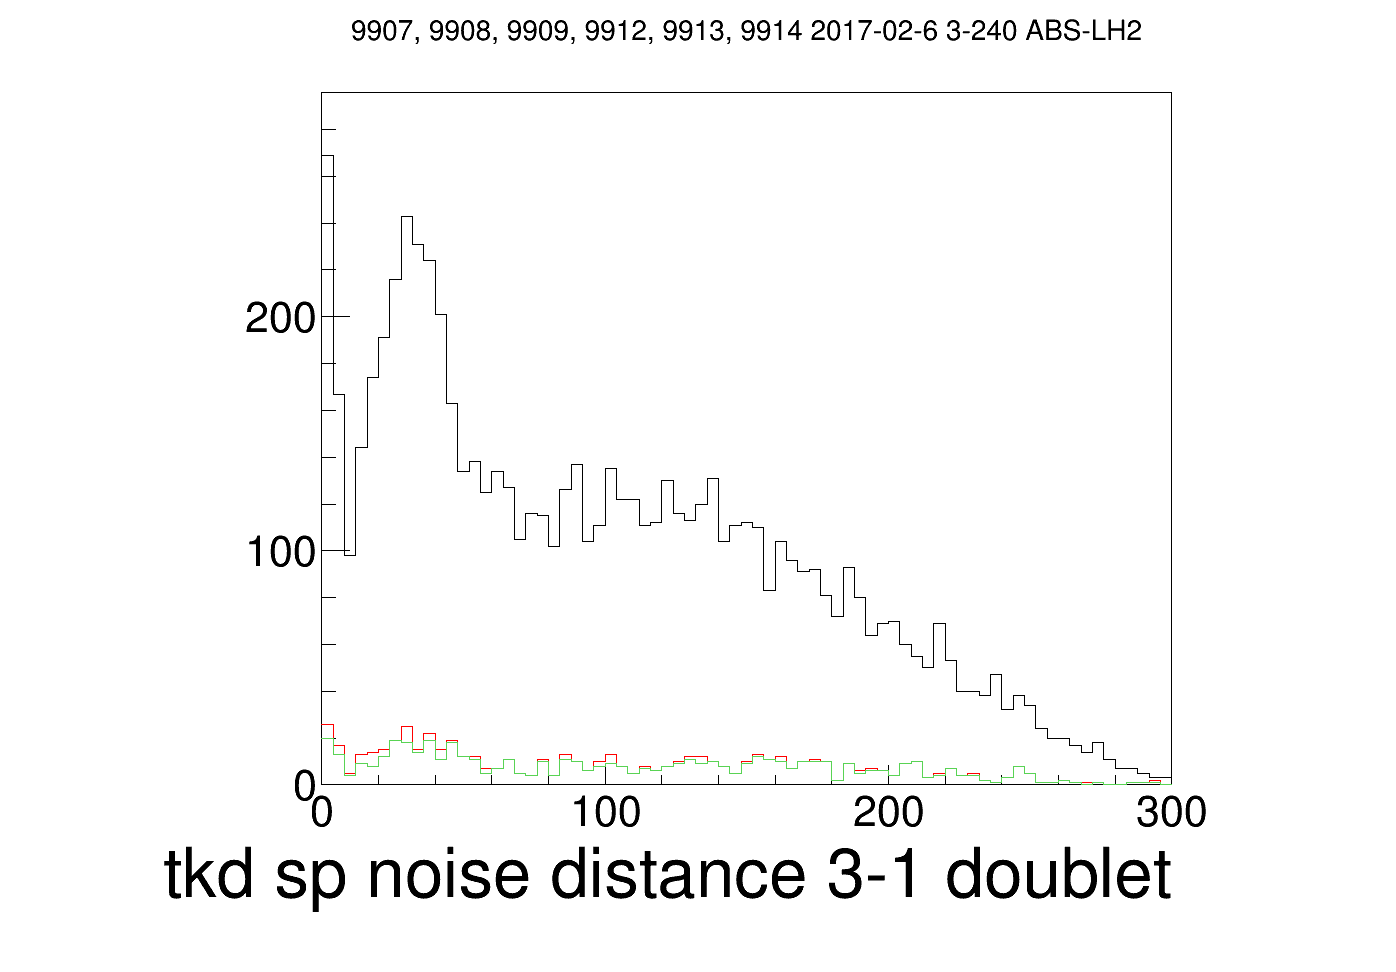 9907, 9908, 9909, 9912, 9913, 9914 2017-02-6 3-240 ABS-LH2
200
100
0
0 100 200 300
tkd sp noise distance 3-1 doublet